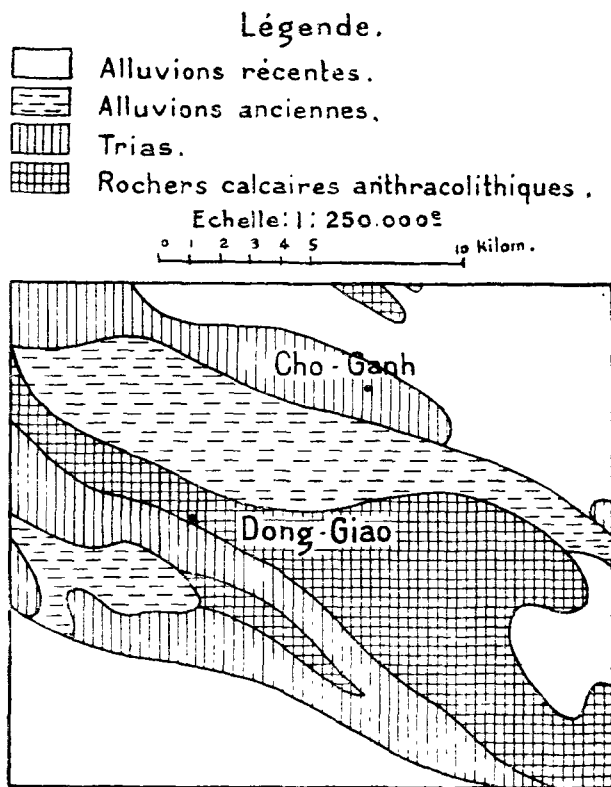 Légende.
Alluvions récentes.
Alluvions anciennes.
Trias.
Rochers calcaires anthracolithiques.
Echelle: 1: 250.000e
0 1 2 3 4 5 10 Kilom.
Cho-Ganh
Dong-Giao